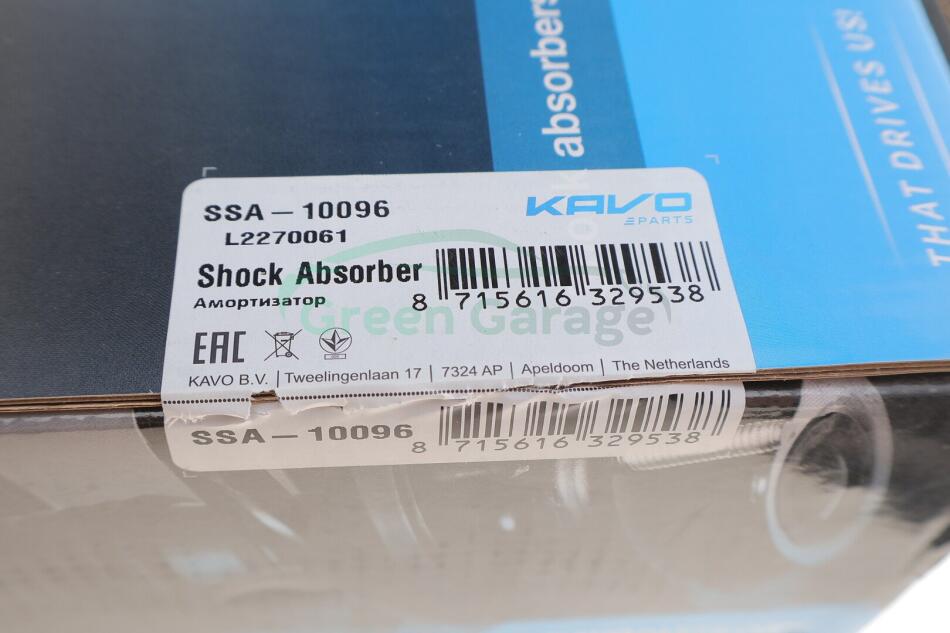 absorbers
THAT DRIVES US!
SSA – 10096
KAVO
PARTS
L2270061
Shock Absorber
Амортизатор
8 715616 329538
Green Garage
EAC
KAVO B.V. | Tweelingenlaan 17 | 7324 AP | Apeldoorn | The Netherlands
SSA – 10096
8 715616 329538